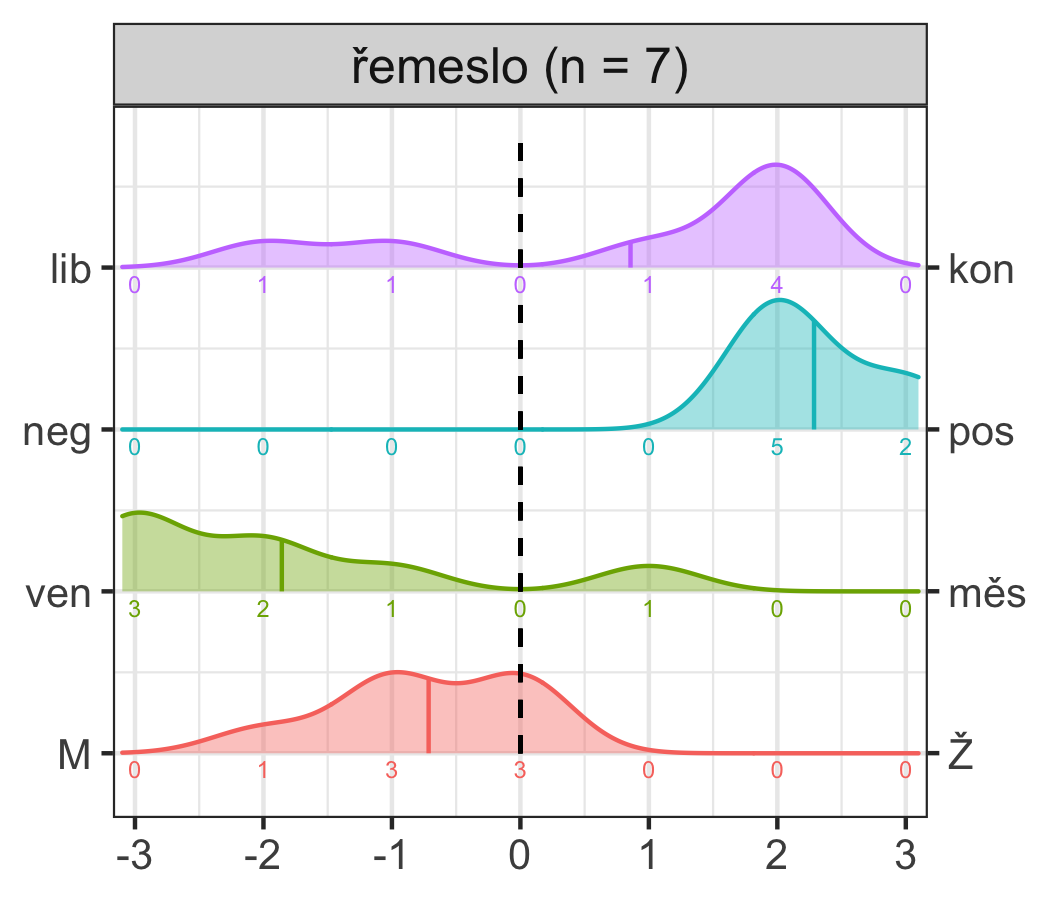 řemeslo (n = 7)
lib kon
0 1 1 0 1 4 0
neg pos
0 0 0 0 0 5 2
ven měs
3 2 1 0 1 0 0
M Ž
0 1 3 3 0 0 0
-3 -2 -1 0 1 2 3